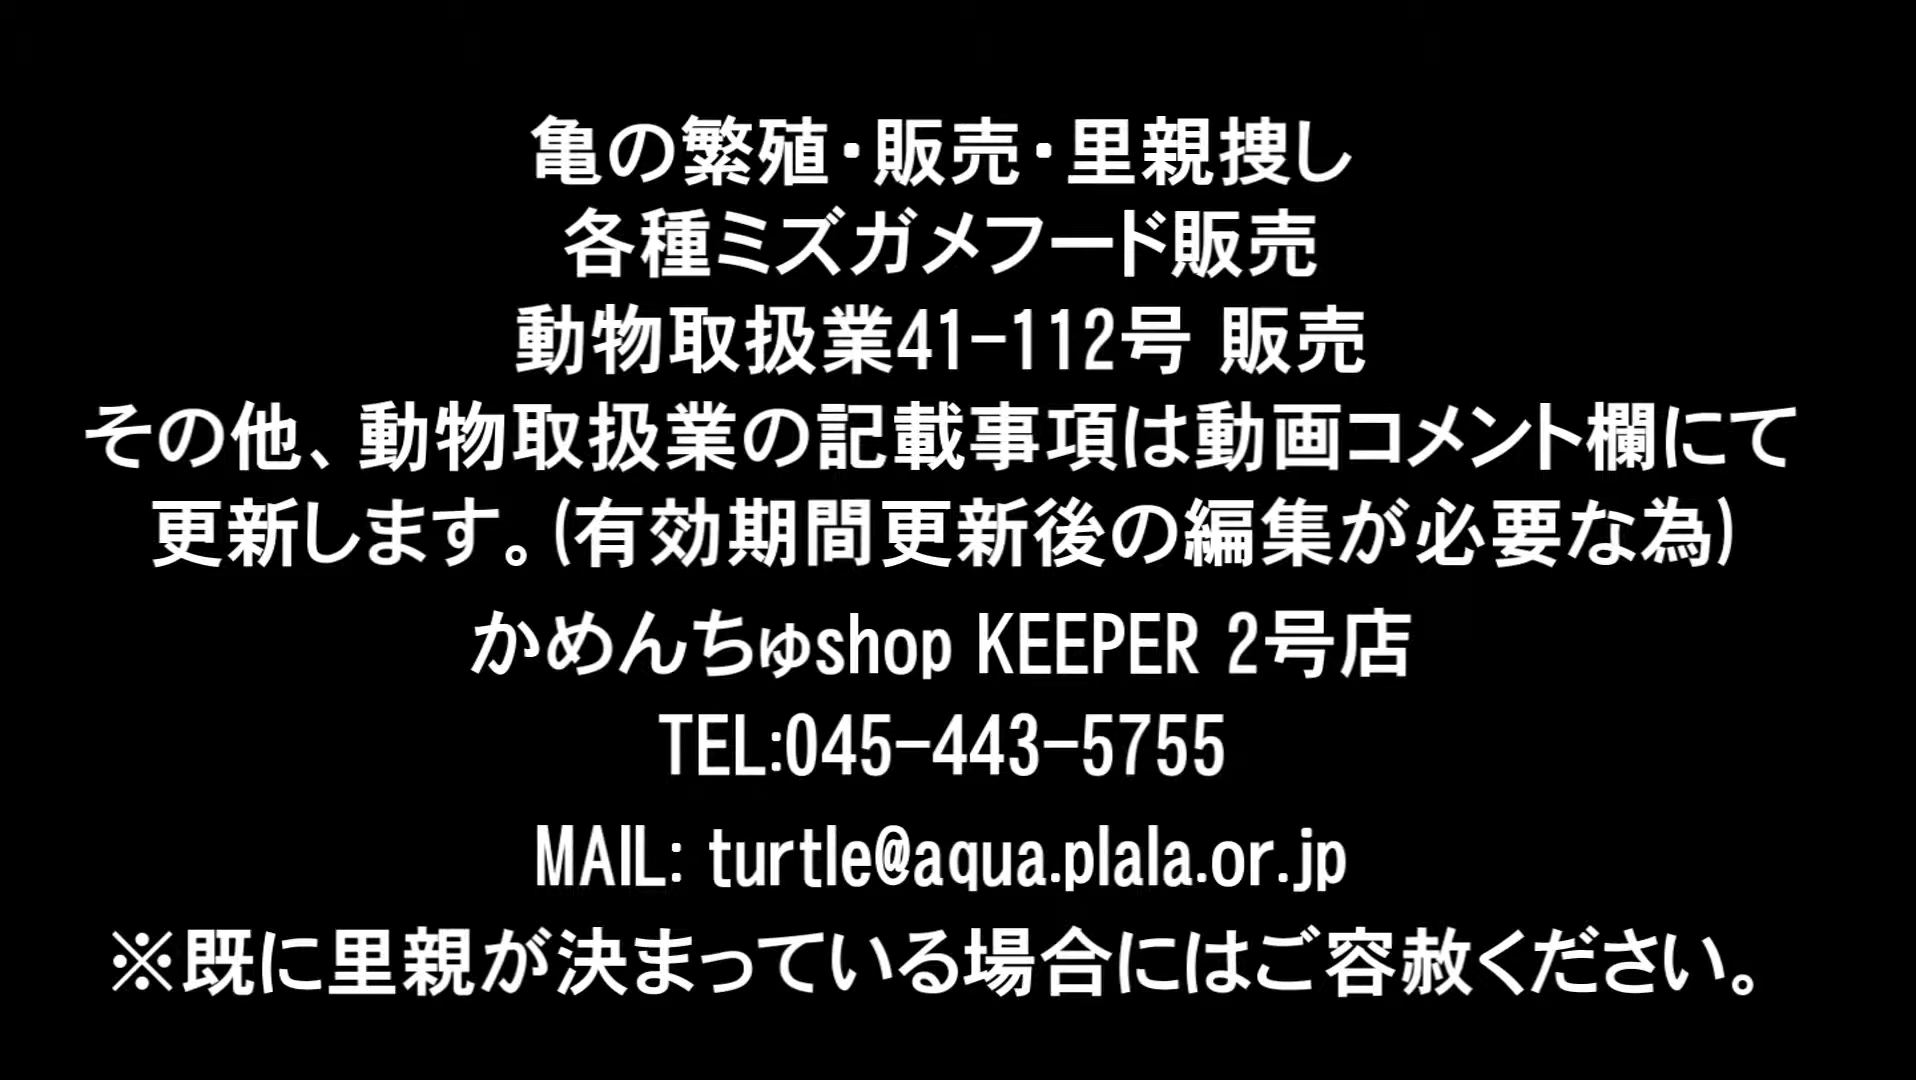 亀の繁殖・販売・里親捜し
各種ミズガメフード販売
動物取扱業41-112号 販売
その他、動物取扱業の記載事項は動画コメント欄にて
更新します。(有効期間更新後の編集が必要な為)
かめんちゅshop KEEPER 2号店
TEL:045-443-5755
MAIL: turtle@aqua.plala.or.jp
※既に里親が決まっている場合にはご容赦ください。